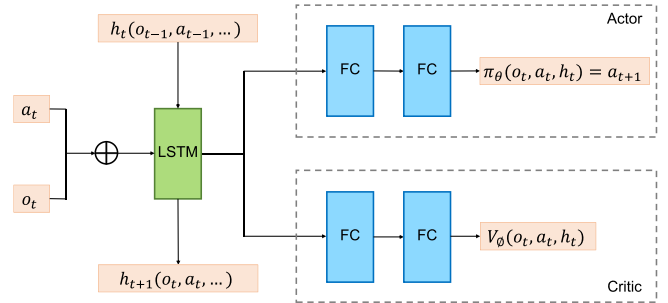 h_t(o_{t-1}, a_{t-1}, …)
Actor
FC
FC
π_θ(o_t, a_t, h_t) = a_{t+1}
a_t
LSTM
o_t
FC
FC
V_∅(o_t, a_t, h_t)
h_{t+1}(o_t, a_t, …)
Critic